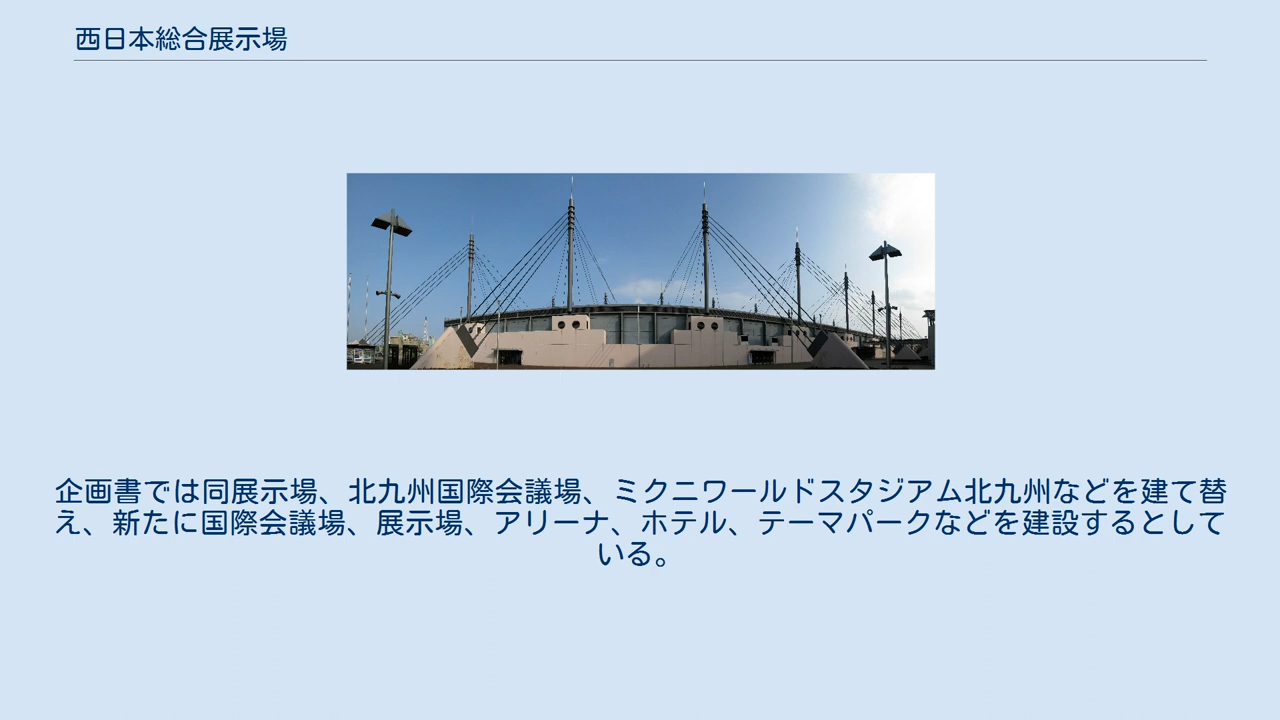 西日本総合展示場
企画書では同展示場、北九州国際会議場、ミクニワールドスタジアム北九州などを建て替
え、新たに国際会議場、展示場、アリーナ、ホテル、テーマパークなどを建設するとして
いる。